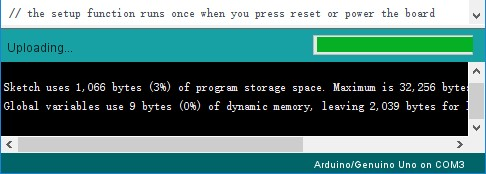 // the setup function runs once when you press reset or power the board
Uploading...
Sketch uses 1,066 bytes (3%) of program storage space. Maximum is 32,256 bytes
Global variables use 9 bytes (0%) of dynamic memory, leaving 2,039 bytes for
Arduino/Genuino Uno on COM3